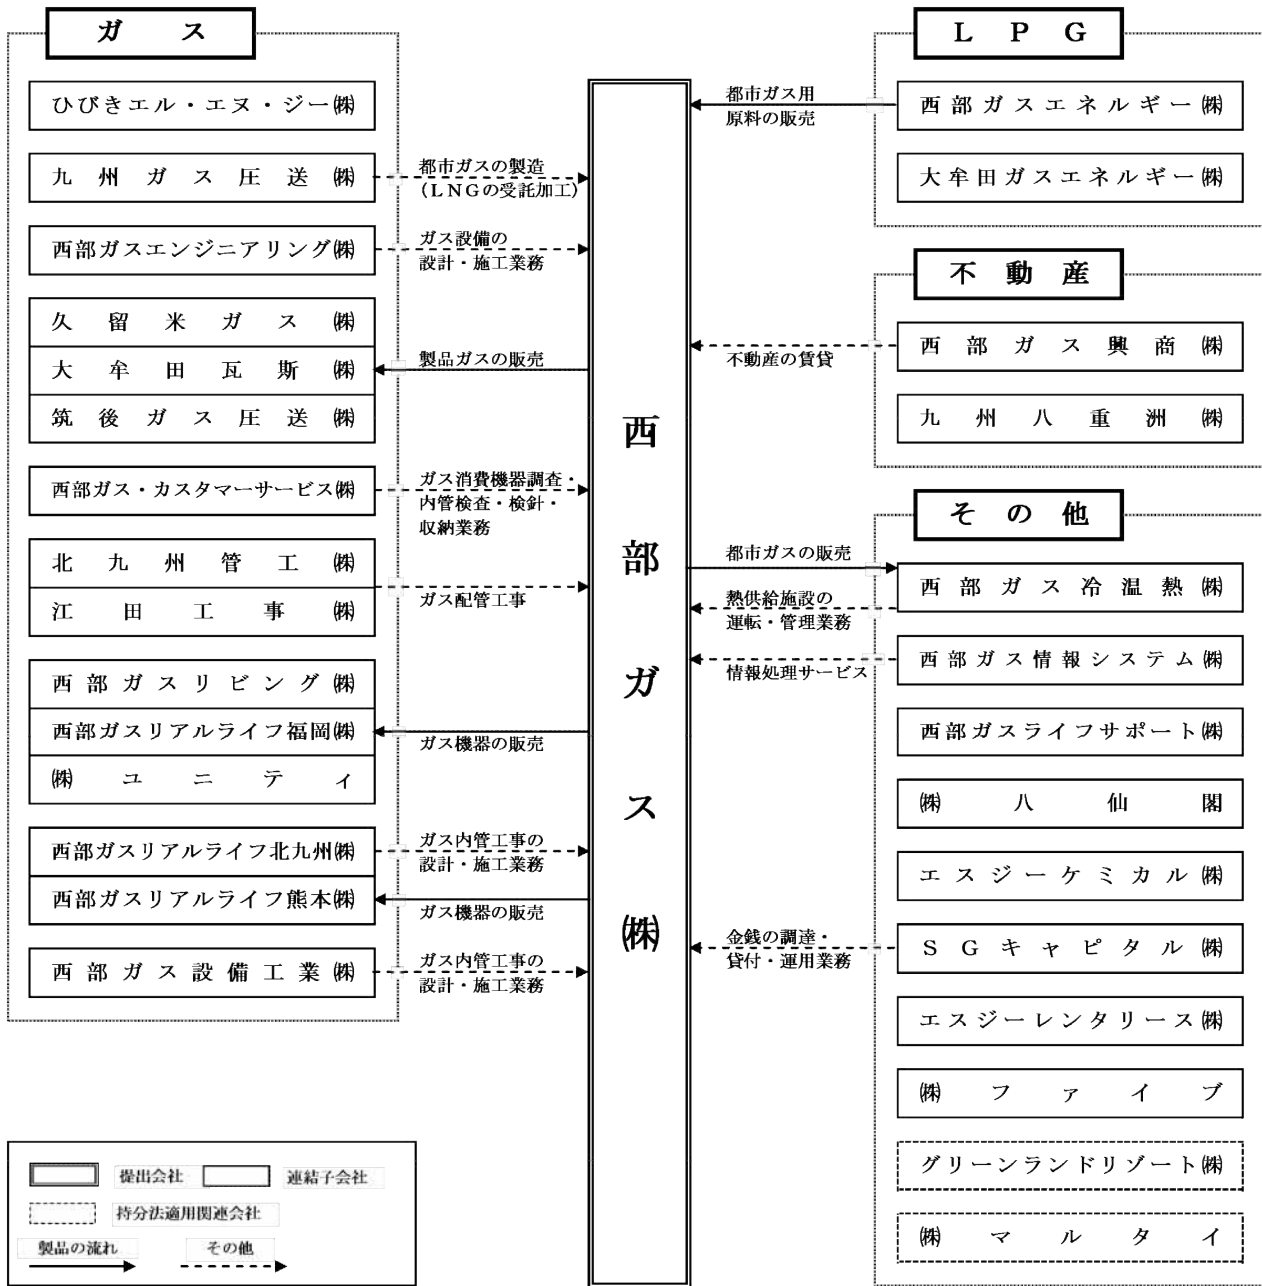 ガス
ひびきエル・エヌ・ジー㈱
九州ガス圧送㈱
都市ガスの製造
（ＬＮＧの受託加工）
西部ガスエンジニアリング㈱
ガス設備の
設計・施工業務
久留米ガス㈱
大牟田瓦斯㈱
製品ガスの販売
筑後ガス圧送㈱
西部ガス・カスタマーサービス㈱
ガス消費機器調査・
内管検査・検針・
収納業務
北九州管工㈱
江田工事㈱
ガス配管工事
西部ガスリビング㈱
西部ガスリアルライフ福岡㈱
㈱ユニティ
ガス機器の販売
西部ガスリアルライフ北九州㈱
ガス内管工事の
設計・施工業務
西部ガスリアルライフ熊本㈱
ガス機器の販売
西部ガス設備工業㈱
ガス内管工事の
設計・施工業務
西部ガス㈱
ＬＰＧ
都市ガス用
原料の販売
西部ガスエネルギー㈱
大牟田ガスエネルギー㈱
不動産
不動産の賃貸
西部ガス興商㈱
九州八重洲㈱
その他
都市ガスの販売
西部ガス冷温熱㈱
熱供給施設の
運転・管理業務
西部ガス情報システム㈱
情報処理サービス
西部ガスライフサポート㈱
㈱八仙閣
エスジーケミカル㈱
金銭の調達・
貸付・運用業務
ＳＧキャピタル㈱
エスジーレンタリース㈱
㈱ファイブ
グリーンランドリゾート㈱
㈱マルタイ
提出会社
連結子会社
持分法適用関連会社
製品の流れ
その他